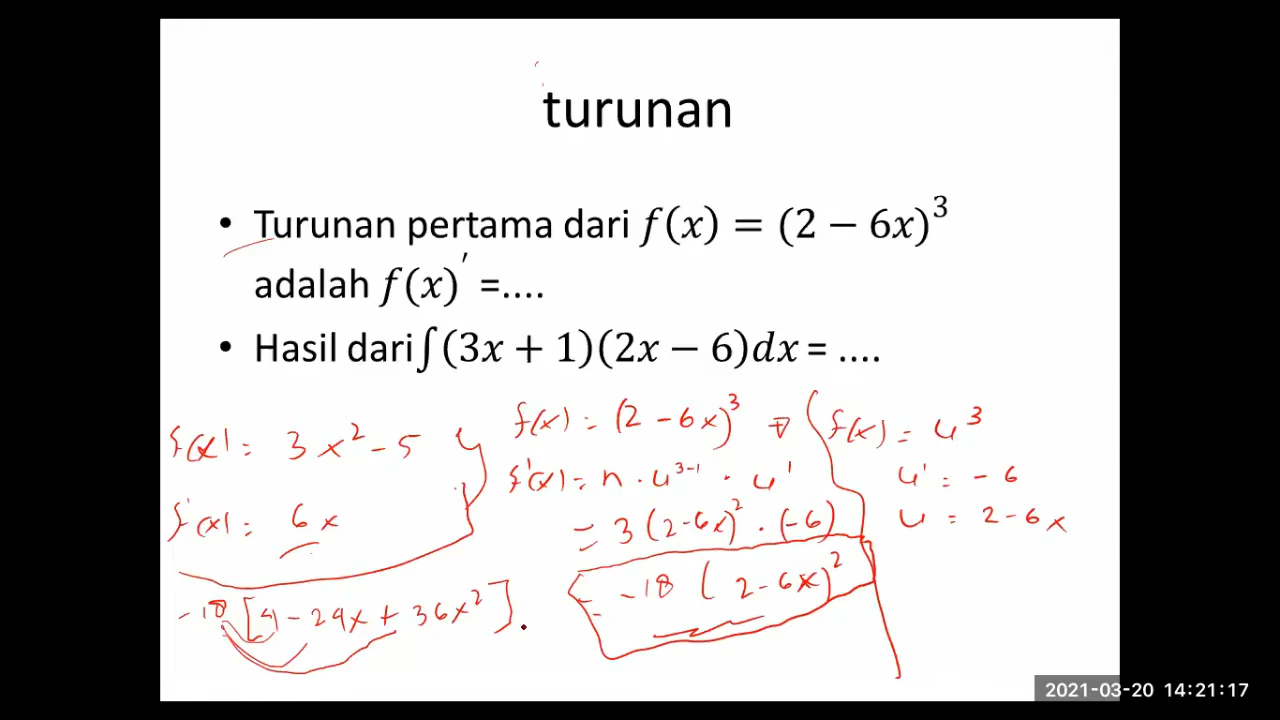 turunan
• Turunan pertama dari f(x) = (2 − 6x)³
adalah f(x)′ =....
• Hasil dari ∫(3x + 1)(2x − 6)dx = ....
f(x) = 3x² - 5
f'(x) = 6x
-18 [4 - 24x + 36x²]
f(x) = (2 - 6x)³
f'(x) = n . u³⁻¹ . u'
= 3 (2-6x)² . (-6)
= -18 (2-6x)²
f(x) = u³
u' = -6
u = 2-6x
2021-03-20 14:21:17